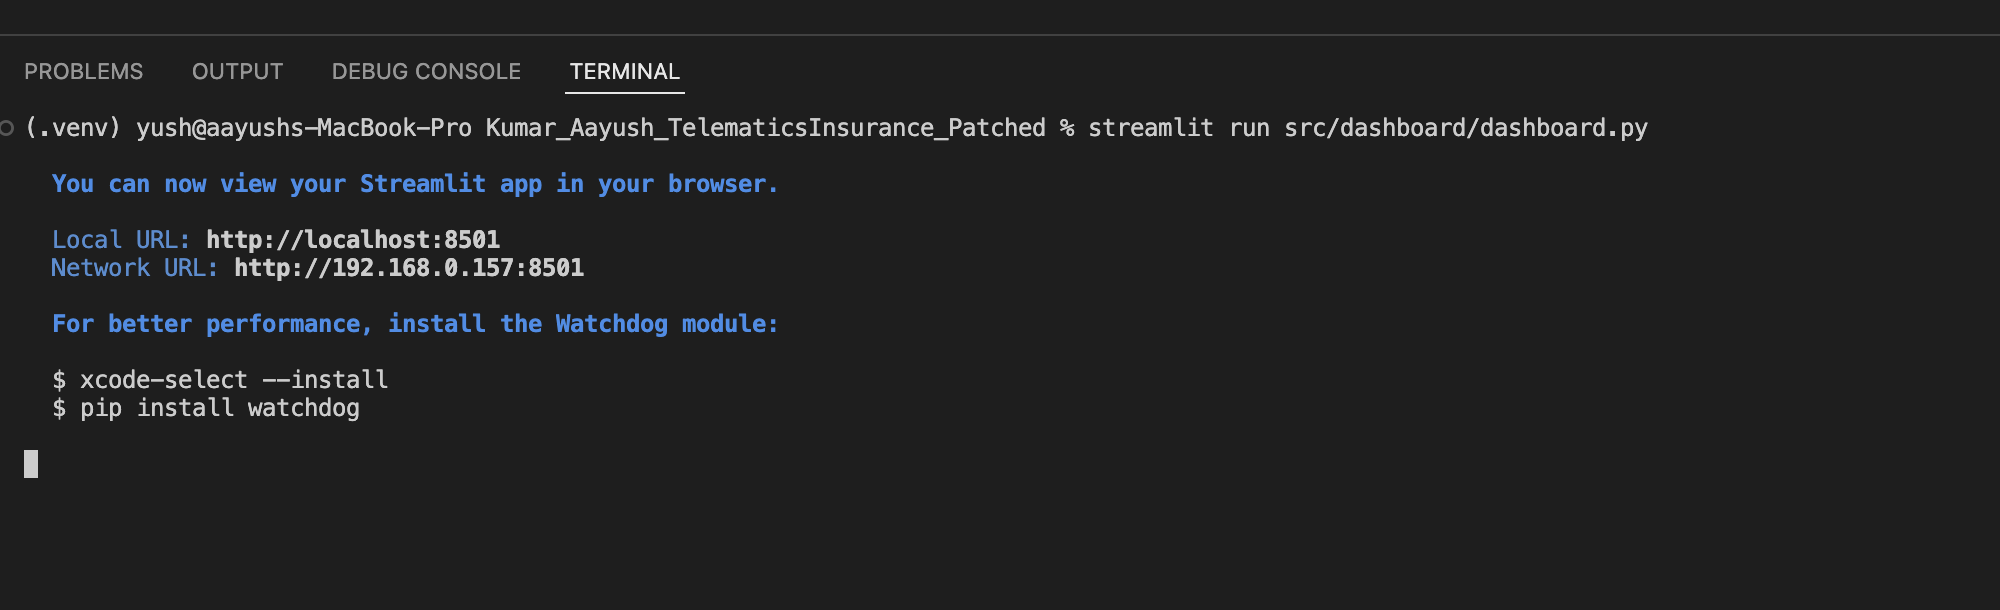 PROBLEMS OUTPUT DEBUG CONSOLE TERMINAL
(.venv) yush@aayushs-MacBook-Pro Kumar_Aayush_TelematicsInsurance_Patched % streamlit run src/dashboard/dashboard.py
You can now view your Streamlit app in your browser.
Local URL: http://localhost:8501
Network URL: http://192.168.0.157:8501
For better performance, install the Watchdog module:
$ xcode-select --install
$ pip install watchdog